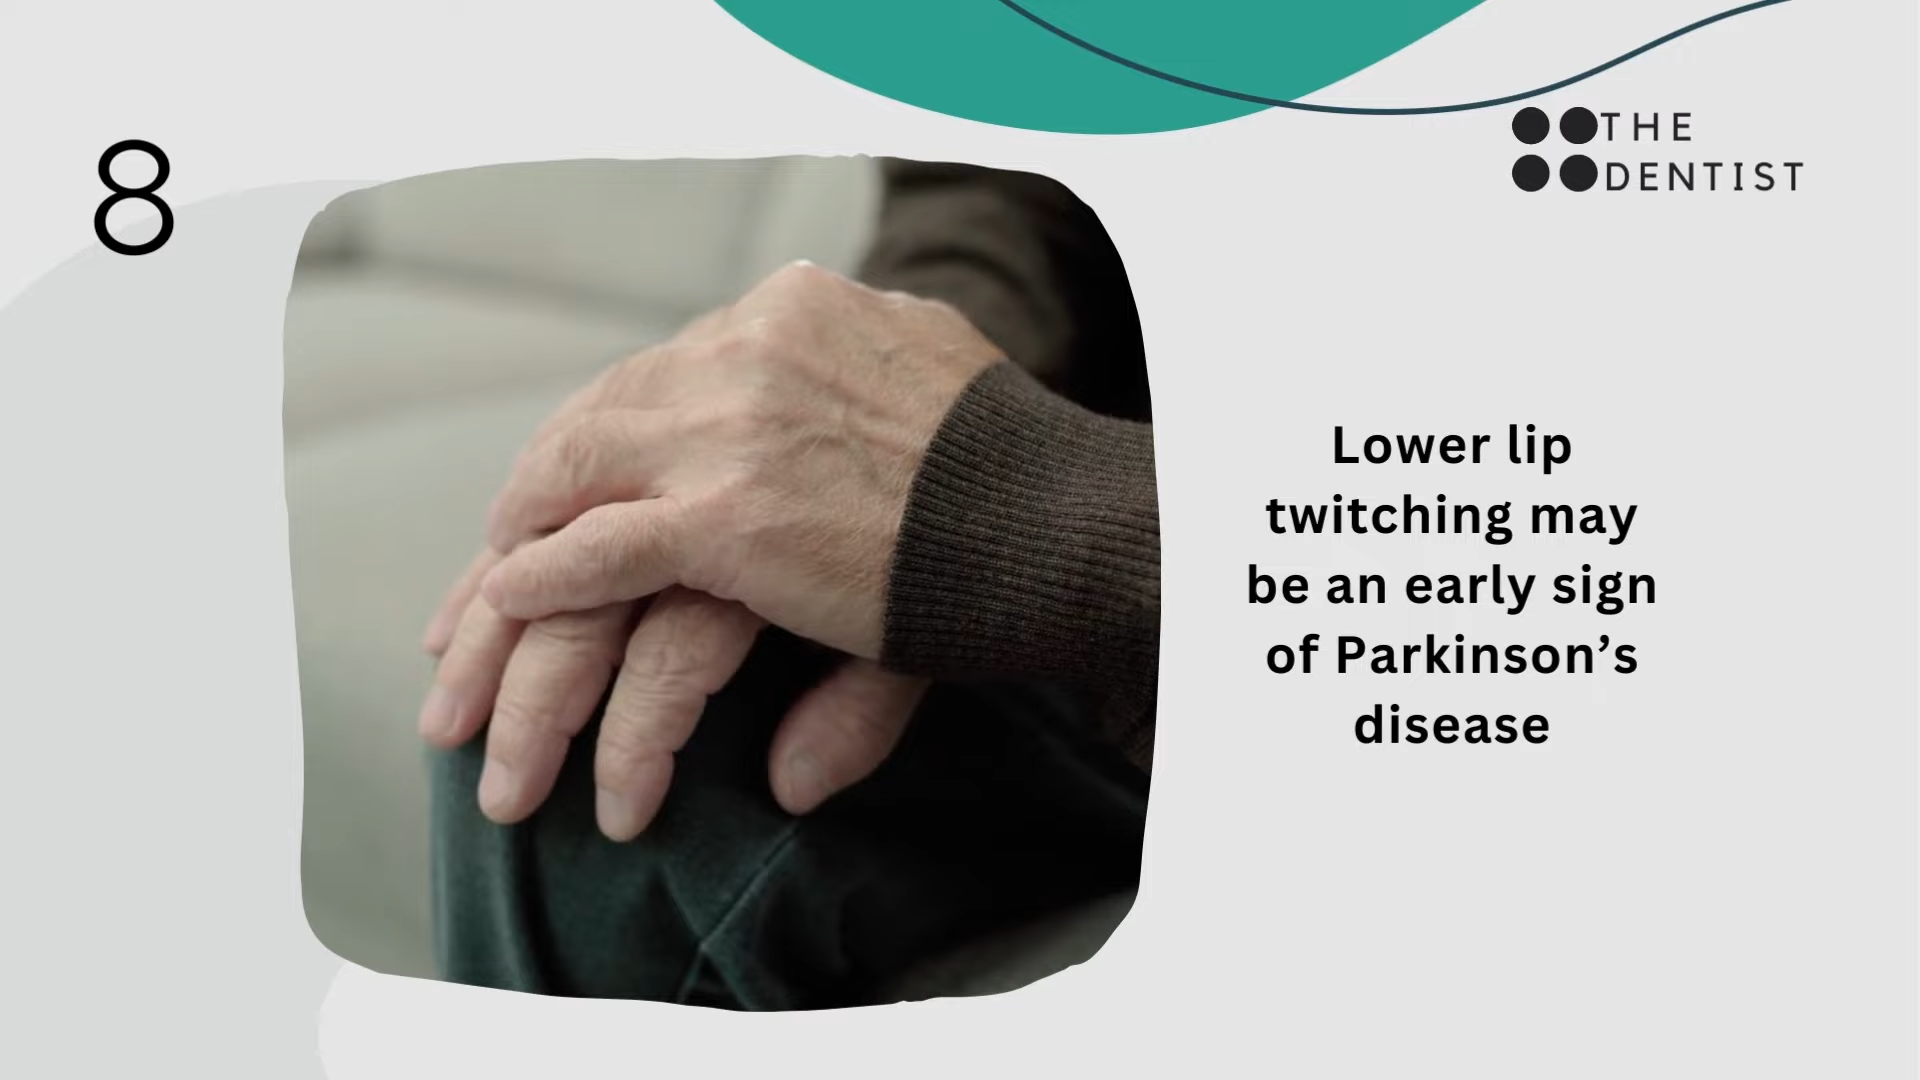 8
THE
DENTIST
Lower lip
twitching may
be an early sign
of Parkinson’s
disease